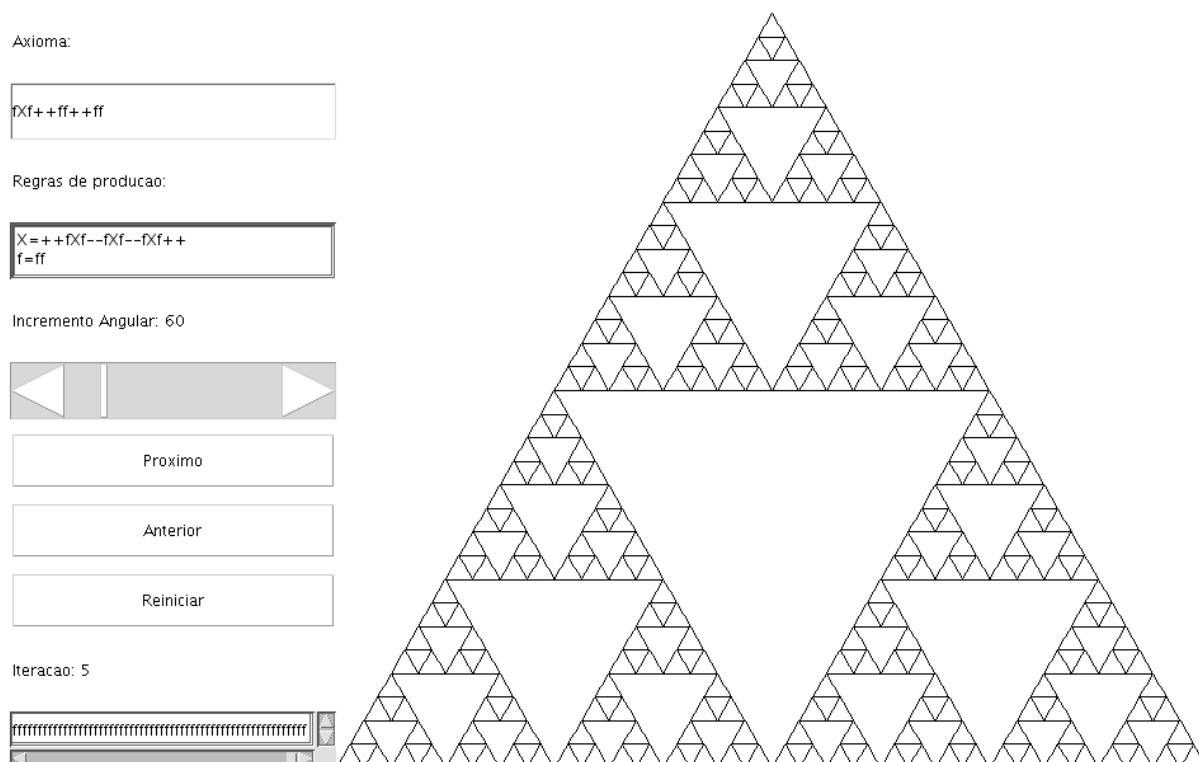 Axioma:
fXf++ff++ff
Regras de producao:
X=++fXf--fXf--fXf++
f=ff
Incremento Angular: 60
Proximo
Anterior
Reiniciar
Iteracao: 5